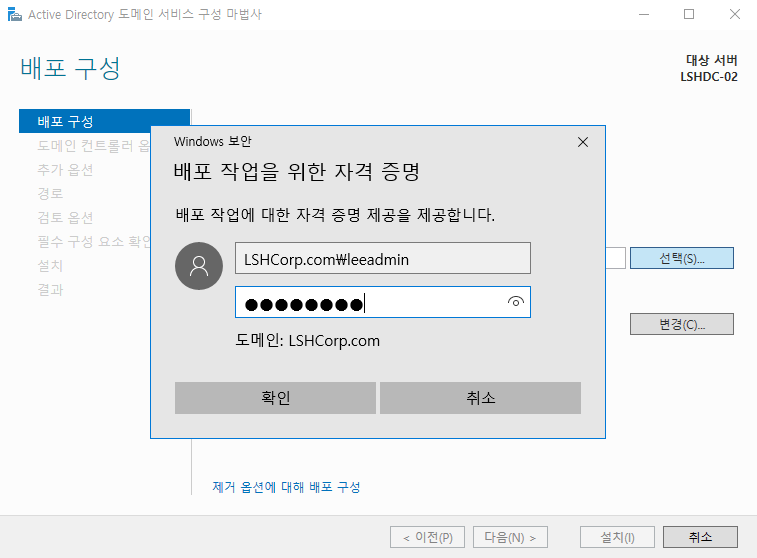 Active Directory 도메인 서비스 구성 마법사
배포 구성
대상 서버
LSHDC-02
배포 구성
도메인 컨트롤러 옵
추가 옵션
경로
검토 옵션
필수 구성 요소 확인
설치
결과
Windows 보안
배포 작업을 위한 자격 증명
배포 작업에 대한 자격 증명 제공을 제공합니다.
LSHCorp.com₩leeadmin
●●●●●●●●
도메인: LSHCorp.com
확인
취소
선택(S)...
변경(C)...
제거 옵션에 대해 배포 구성
< 이전(P)
다음(N) >
설치(I)
취소